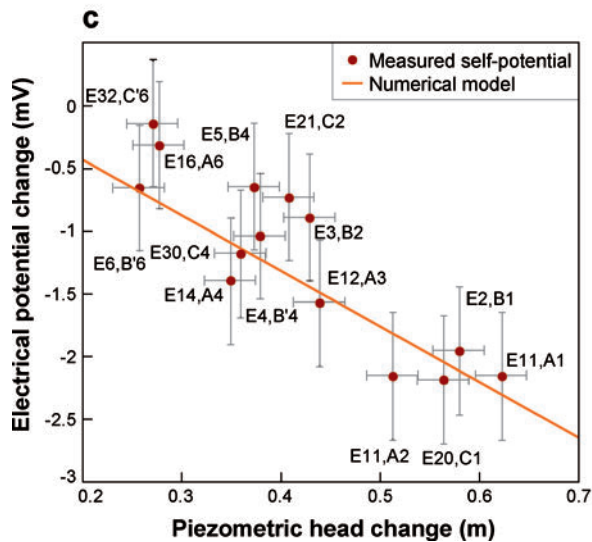 c
Measured self-potential
Numerical model
Electrical potential change (mV)
0
-0.5
-1
-1.5
-2
-2.5
-3
E32,C'6
E16,A6
E5,B4
E21,C2
E3,B2
E6,B'6
E30,C4
E14,A4
E4,B'4
E12,A3
E2,B1
E11,A1
E11,A2
E20,C1
0.2
0.3
0.4
0.5
0.6
0.7
Piezometric head change (m)